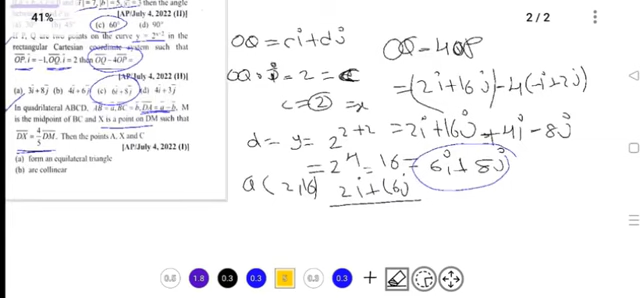 41%
2 / 2
then the angle
[AP/July 4, 2022 (II)]
(c) 60° (d) 90°
If P, Q are two points on the curve y = 2^(x+2) in the
rectangular Cartesian coordinate system such that
OP.i = −1, OQ.i = 2 then OQ − 4OP =
[AP/July 4, 2022 (II)]
(a) 3i+8j (b) 4i+6j (c) 6i+8j (d) 4i+3j
In quadrilateral ABCD, AB = a, BC = b, DA = a − b, M
is the midpoint of BC and X is a point on DM such that
DX = 4/5 DM. Then the points A, X and C
[AP/July 4, 2022 (I)]
(a) form an equilateral triangle
(b) are collinear
OQ = ci+dj
c = 2 = x
d = y = 2^(2+2)
= 2^4 = 16
Q (2,16) 2i+16j
OQ − 4OP
= (2i+16j) − 4(−i+2j)
= 2i+16j + 4i − 8j
= 6i + 8j
0.5 1.8 0.3 0.3 0.3 0.3